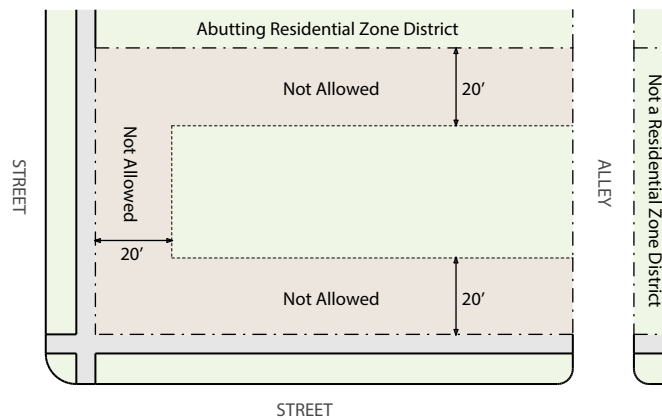 Abutting Residential Zone District
Not Allowed
20’
Not Allowed
20’
Not Allowed
20’
STREET
ALLEY
Not a Residential Zone District
STREET